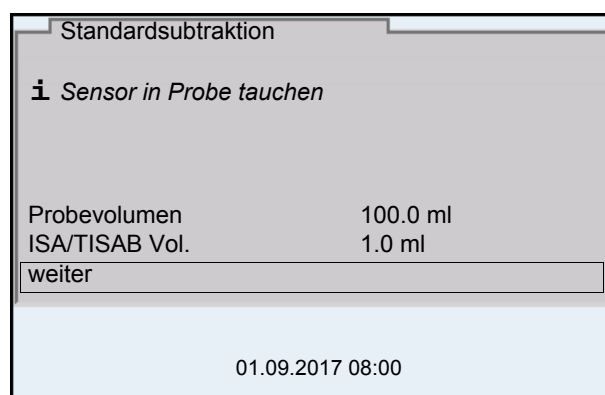 Standardsubtraktion
i Sensor in Probe tauchen
Probevolumen 100.0 ml
ISA/TISAB Vol. 1.0 ml
weiter
01.09.2017 08:00